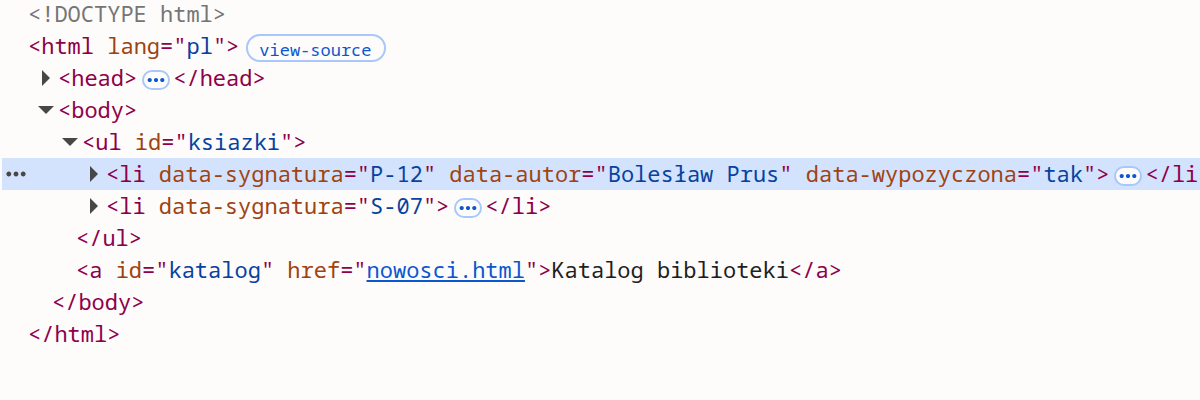 <!DOCTYPE html>
<html lang="pl"> view-source
<head> ••• </head>
<body>
<ul id="ksiazki">
••• <li data-sygnatura="P-12" data-autor="Bolesław Prus" data-wypozyczona="tak"> ••• </li
<li data-sygnatura="S-07"> ••• </li>
</ul>
<a id="katalog" href="nowosci.html">Katalog biblioteki</a>
</body>
</html>